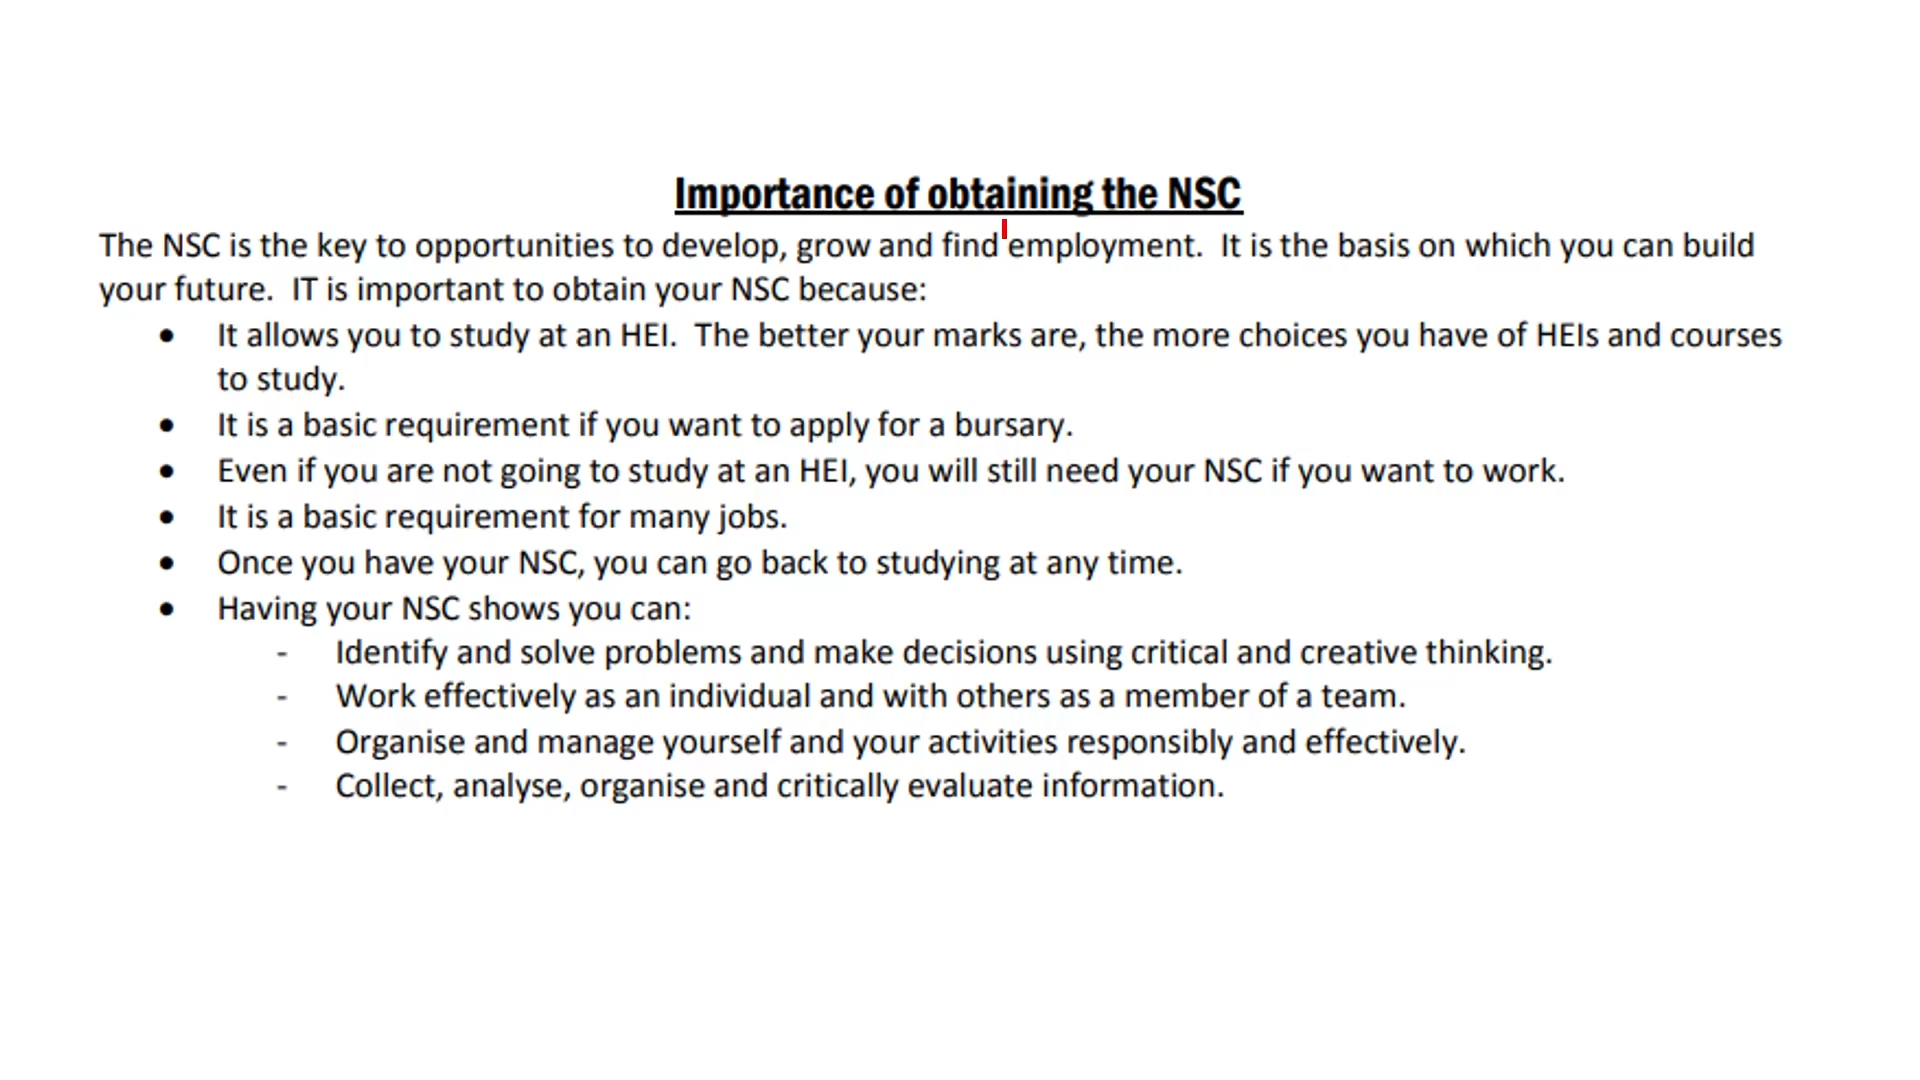 Importance of obtaining the NSC
The NSC is the key to opportunities to develop, grow and find employment.  It is the basis on which you can build
your future.  IT is important to obtain your NSC because:
• It allows you to study at an HEI.  The better your marks are, the more choices you have of HEIs and courses
to study.
• It is a basic requirement if you want to apply for a bursary.
• Even if you are not going to study at an HEI, you will still need your NSC if you want to work.
• It is a basic requirement for many jobs.
• Once you have your NSC, you can go back to studying at any time.
• Having your NSC shows you can:
- Identify and solve problems and make decisions using critical and creative thinking.
- Work effectively as an individual and with others as a member of a team.
- Organise and manage yourself and your activities responsibly and effectively.
- Collect, analyse, organise and critically evaluate information.